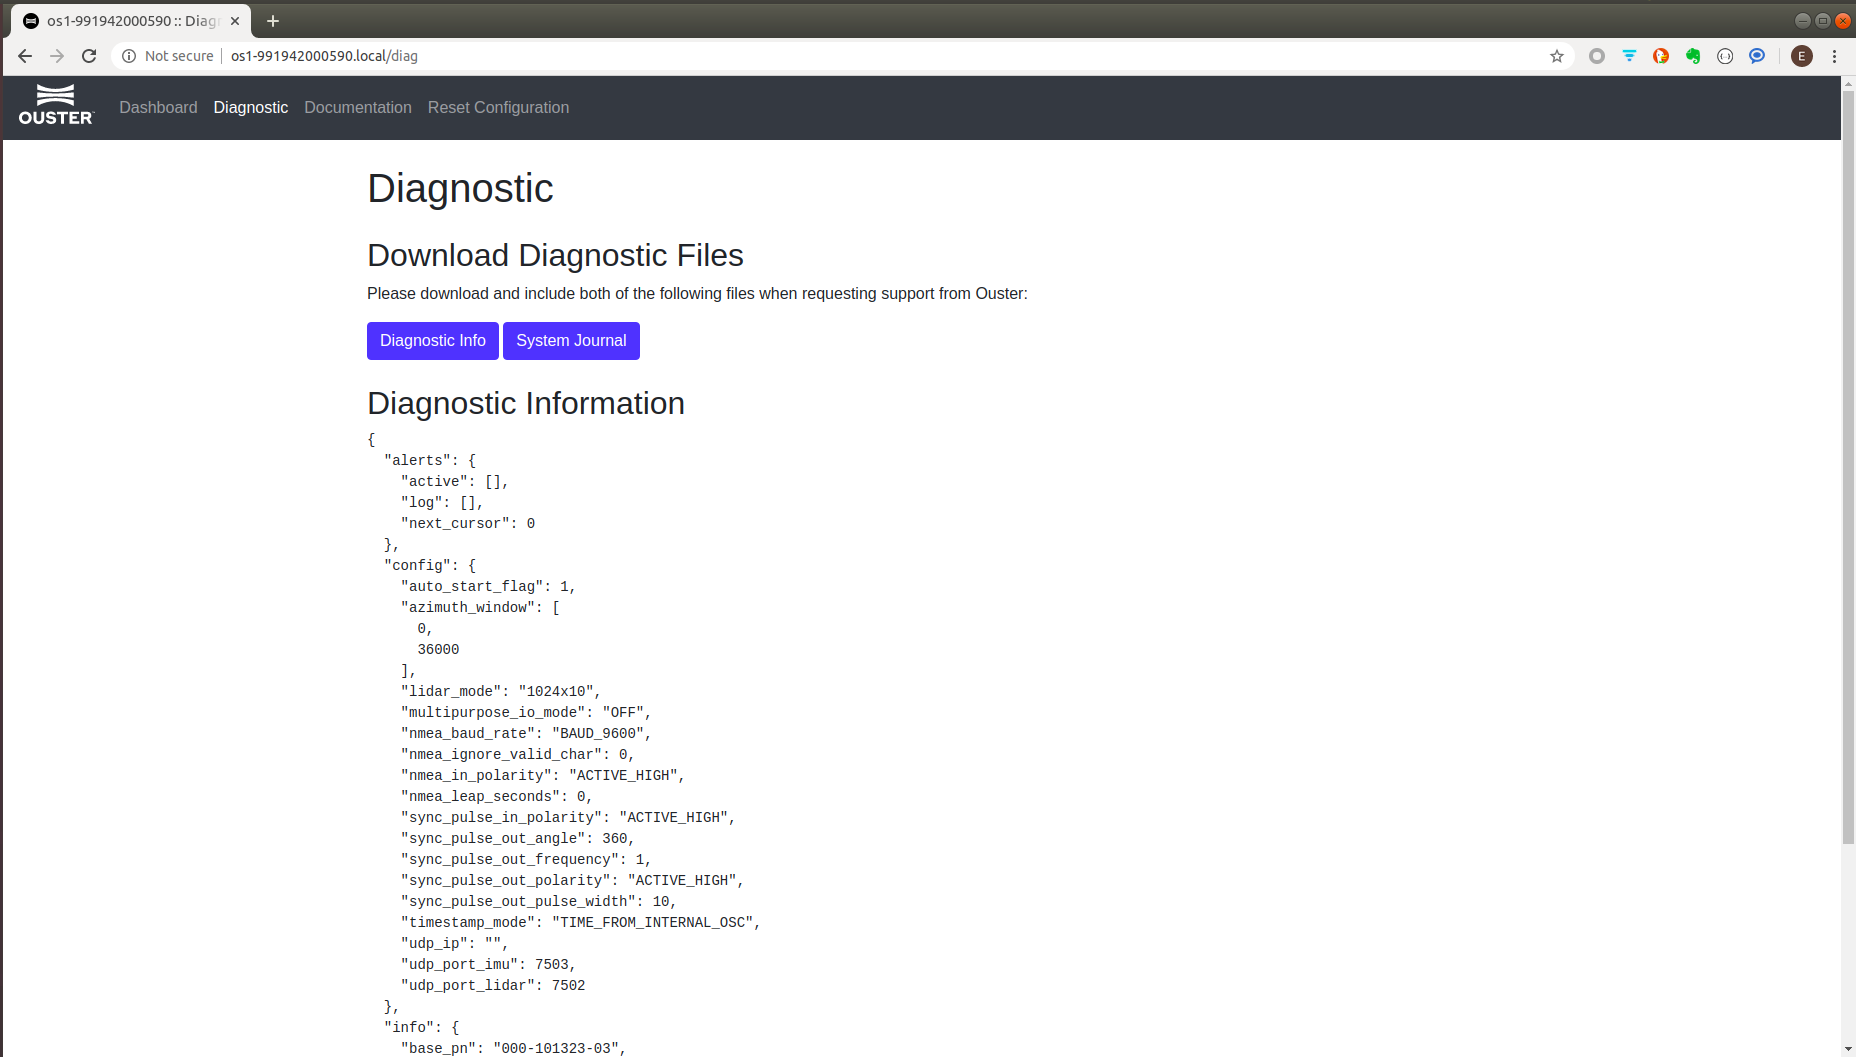 os1-991942000590 :: Diagn
Not secure | os1-991942000590.local/diag
E
OUSTER Dashboard Diagnostic Documentation Reset Configuration
Diagnostic
Download Diagnostic Files
Please download and include both of the following files when requesting support from Ouster:
Diagnostic Info System Journal
Diagnostic Information
{
  "alerts": {
    "active": [],
    "log": [],
    "next_cursor": 0
  },
  "config": {
    "auto_start_flag": 1,
    "azimuth_window": [
      0,
      36000
    ],
    "lidar_mode": "1024x10",
    "multipurpose_io_mode": "OFF",
    "nmea_baud_rate": "BAUD_9600",
    "nmea_ignore_valid_char": 0,
    "nmea_in_polarity": "ACTIVE_HIGH",
    "nmea_leap_seconds": 0,
    "sync_pulse_in_polarity": "ACTIVE_HIGH",
    "sync_pulse_out_angle": 360,
    "sync_pulse_out_frequency": 1,
    "sync_pulse_out_polarity": "ACTIVE_HIGH",
    "sync_pulse_out_pulse_width": 10,
    "timestamp_mode": "TIME_FROM_INTERNAL_OSC",
    "udp_ip": "",
    "udp_port_imu": 7503,
    "udp_port_lidar": 7502
  },
  "info": {
    "base_pn": "000-101323-03",